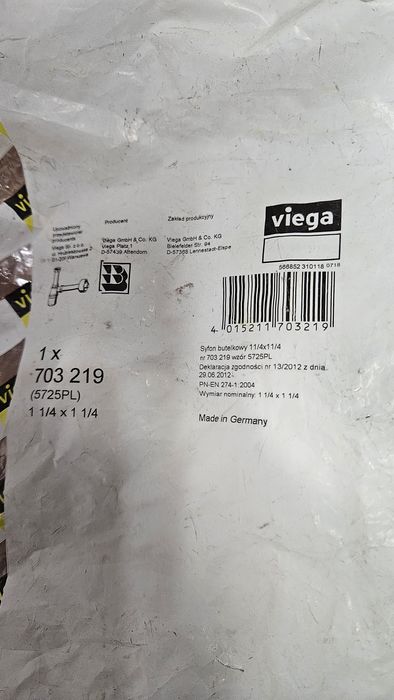 viega
Upoważniony
przedstawiciel
producenta
Viega Sp. z o.o.
Producent
Viega GmbH & Co. KG
Viega Platz 1
D-57439 Attendorn
Zakład produkcyjny
Viega GmbH & Co. KG
Bielefelder Str. 94
D-57368 Lennestadt-Elspe
566852 310118 0718
4 015211 703219
1 x
703 219
(5725PL)
1 1/4 x 1 1/4
Syfon butelkowy 11/4x11/4
nr 703 219 wzór 5725PL
Deklaracja zgodności nr 13/2012 z dnia
29.06.2012
PN-EN 274-1:2004
Wymiar nominalny: 1 1/4 x 1 1/4
Made in Germany